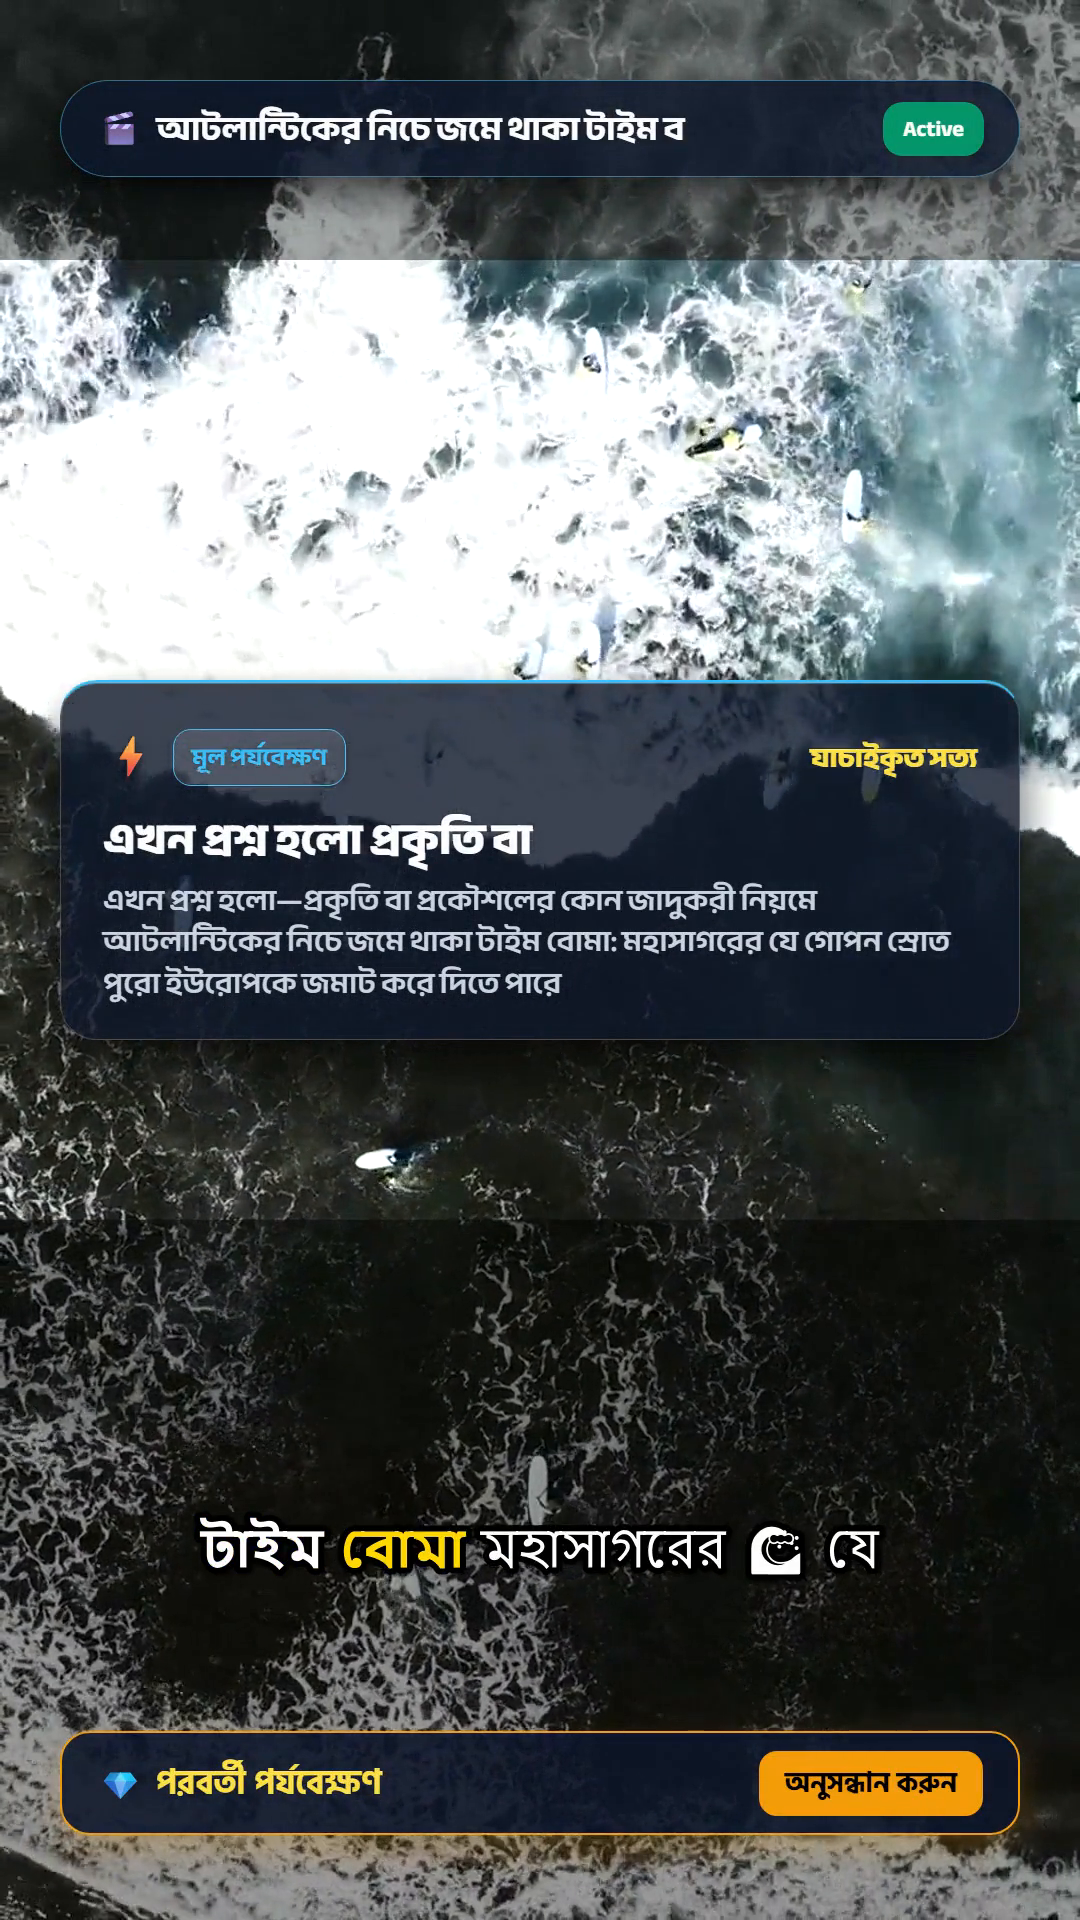 আটলান্টিকের নিচে জমে থাকা টাইম ব
Active
মূল পর্যবেক্ষণ
যাচাইকৃত সত্য
এখন প্রশ্ন হলো প্রকৃতি বা
এখন প্রশ্ন হলো—প্রকৃতি বা প্রকৌশলের কোন জাদুকরী নিয়মে
আটলান্টিকের নিচে জমে থাকা টাইম বোমা: মহাসাগরের যে গোপন স্রোত
পুরো ইউরোপকে জমাট করে দিতে পারে
টাইম বোমা মহাসাগরের 🌊 যে
পরবর্তী পর্যবেক্ষণ
অনুসন্ধান করুন